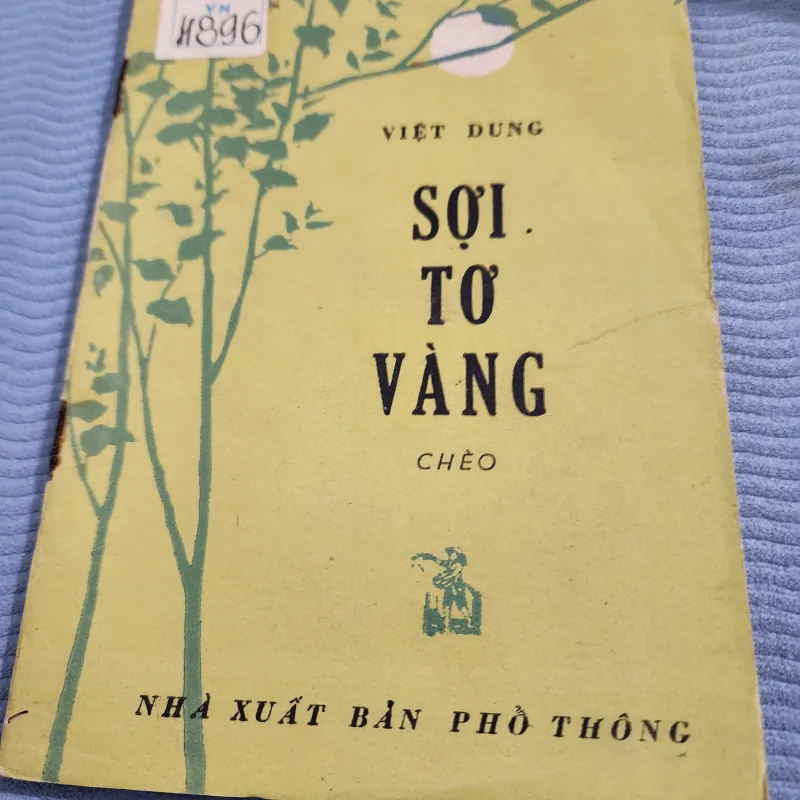 VN
4896
VIỆT DUNG
SỢI
TƠ
VÀNG
CHÈO
NHÀ XUẤT BẢN PHỔ THÔNG